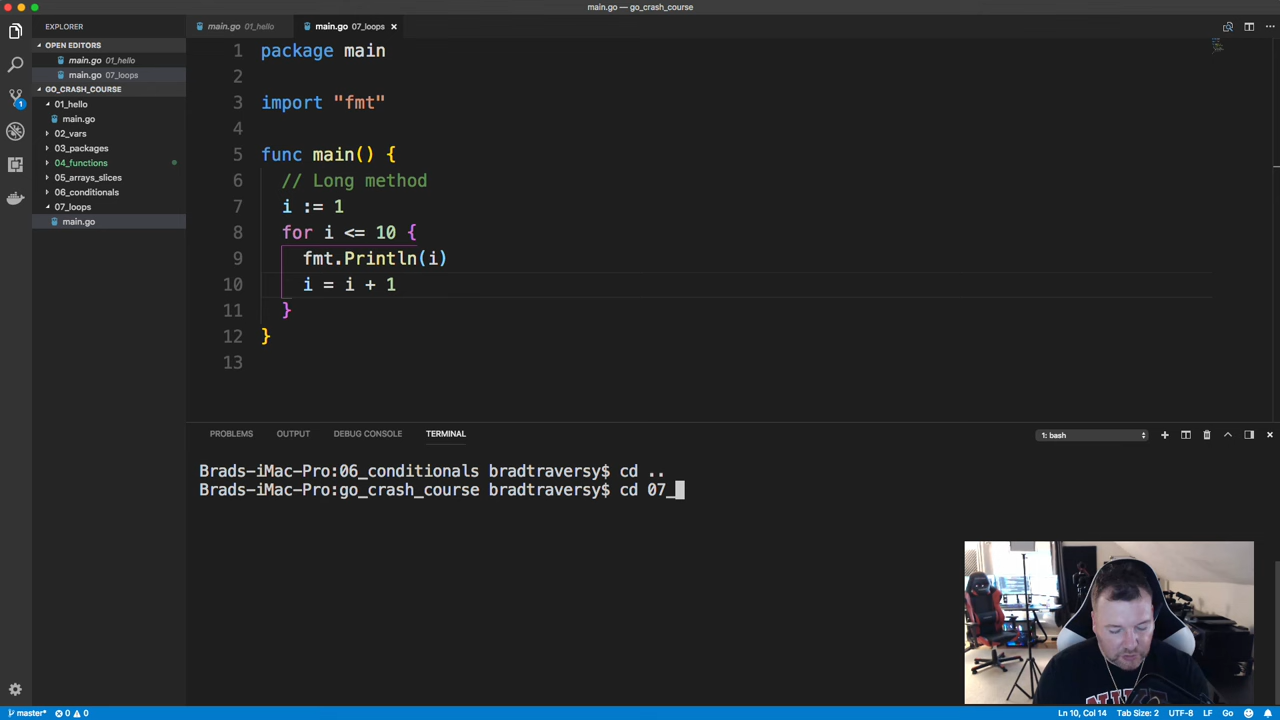 main.go — go_crash_course
EXPLORER
main.go 01_hello
main.go 07_loops
OPEN EDITORS
main.go 01_hello
main.go 07_loops
GO_CRASH_COURSE
01_hello
main.go
02_vars
03_packages
04_functions
05_arrays_slices
06_conditionals
07_loops
main.go
1
1 package main
2
3 import "fmt"
4
5 func main() {
6 // Long method
7 i := 1
8 for i <= 10 {
9 fmt.Println(i)
10 i = i + 1
11 }
12 }
13
PROBLEMS OUTPUT DEBUG CONSOLE TERMINAL 1: bash
Brads-iMac-Pro:06_conditionals bradtraversy$ cd ..
Brads-iMac-Pro:go_crash_course bradtraversy$ cd 07_
master* 0 0 Ln 10, Col 14 Tab Size: 2 UTF-8 LF Go